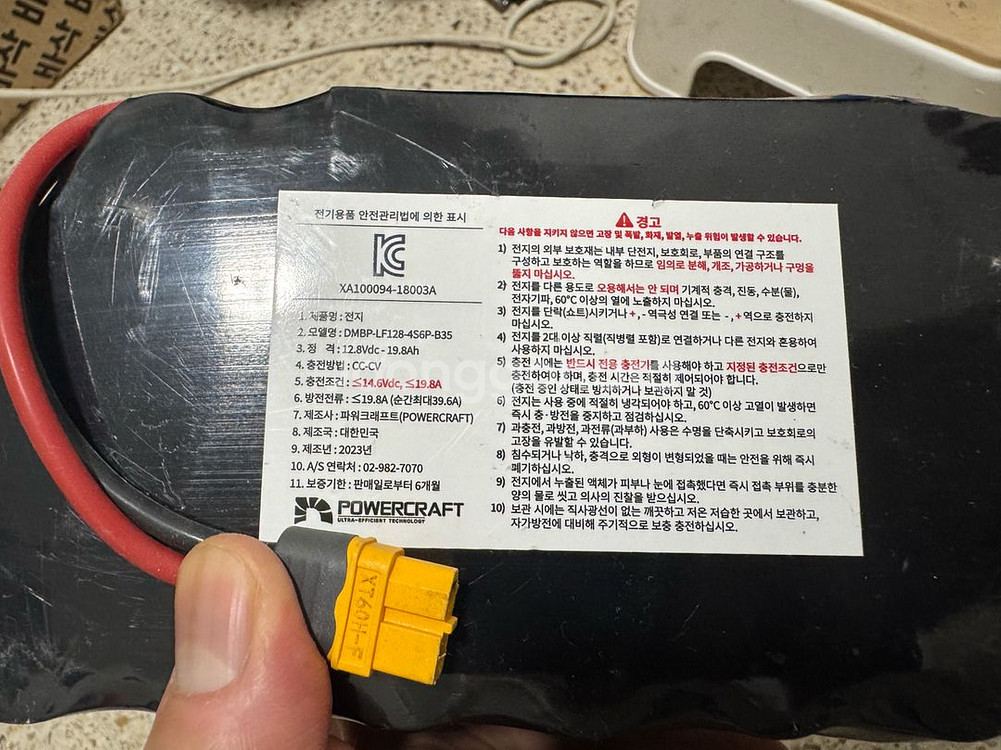 바삭
바삭
전기용품 안전관리법에 의한 표시
XA100094-18003A
1. 제품명 : 전지
2. 모델명 : DMBP-LF128-4S6P-B35
3. 정 격 : 12.8Vdc - 19.8Ah
4. 충전방법 : CC-CV
5. 충전조건 : ≤14.6Vdc, ≤19.8A
6. 방전전류 : ≤19.8A (순간최대39.6A)
7. 제조사 : 파워크래프트(POWERCRAFT)
8. 제조국 : 대한민국
9. 제조년 : 2023년
10. A/S 연락처 : 02-982-7070
11. 보증기한 : 판매일로부터 6개월
POWERCRAFT
ULTRA-EFFICIENT TECHNOLOGY
경고
다음 사항을 지키지 않으면 고장 및 폭발, 화재, 발열, 누출 위험이 발생할 수 있습니다.
1) 전지의 외부 보호재는 내부 단전지, 보호회로, 부품의 연결 구조를
구성하고 보호하는 역할을 하므로 임의로 분해, 개조, 가공하거나 구멍을
뚫지 마십시오.
2) 전지를 다른 용도로 오용해서는 안 되며 기계적 충격, 진동, 수분(물),
전자기파, 60°C 이상의 열에 노출하지 마십시오.
3) 전지를 단락(쇼트)시키거나 +, - 역극성 연결 또는 -, + 역으로 충전하지
마십시오.
4) 전지를 2대 이상 직렬(직병렬 포함)로 연결하거나 다른 전지와 혼용하여
사용하지 마십시오.
5) 충전 시에는 반드시 전용 충전기를 사용해야 하고 지정된 충전조건으로만
충전하여야 하며, 충전 시간은 적절히 제어되어야 합니다.
(충전 중인 상태로 방치하거나 보관하지 말 것)
6) 전지는 사용 중에 적절히 냉각되어야 하고, 60°C 이상 고열이 발생하면
즉시 충·방전을 중지하고 점검하십시오.
7) 과충전, 과방전, 과전류(과부하) 사용은 수명을 단축시키고 보호회로의
고장을 유발할 수 있습니다.
8) 침수되거나 낙하, 충격으로 외형이 변형되었을 때는 안전을 위해 즉시
폐기하십시오.
9) 전지에서 누출된 액체가 피부나 눈에 접촉했다면 즉시 접촉 부위를 충분한
양의 물로 씻고 의사의 진찰을 받으십시오.
10) 보관 시에는 직사광선이 없는 깨끗하고 저온 저습한 곳에서 보관하고,
자가방전에 대비해 주기적으로 보충 충전하십시오.
XT60H-F